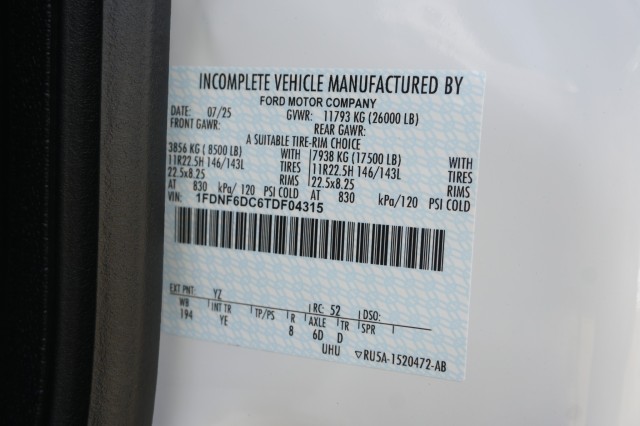 INCOMPLETE VEHICLE MANUFACTURED BY
FORD MOTOR COMPANY
DATE: 07/25 GVWR: 11793 KG (26000 LB)
FRONT GAWR: REAR GAWR:
A SUITABLE TIRE-RIM CHOICE
3856 KG ( 8500 LB) WITH 7938 KG (17500 LB) WITH
11R22.5H 146/143L TIRES 11R22.5H 146/143L TIRES
22.5x8.25 RIMS 22.5x8.25 RIMS
AT 830 kPa/120 PSI COLD AT 830 kPa/120 PSI COLD
VIN: 1FDNF6DC6TDF04315
EXT PNT: YZ RC: 52 DSO:
WB INT TR TP/PS R AXLE TR SPR
194 YE 8 6D D
UHU ▽RU5A-1520472-AB